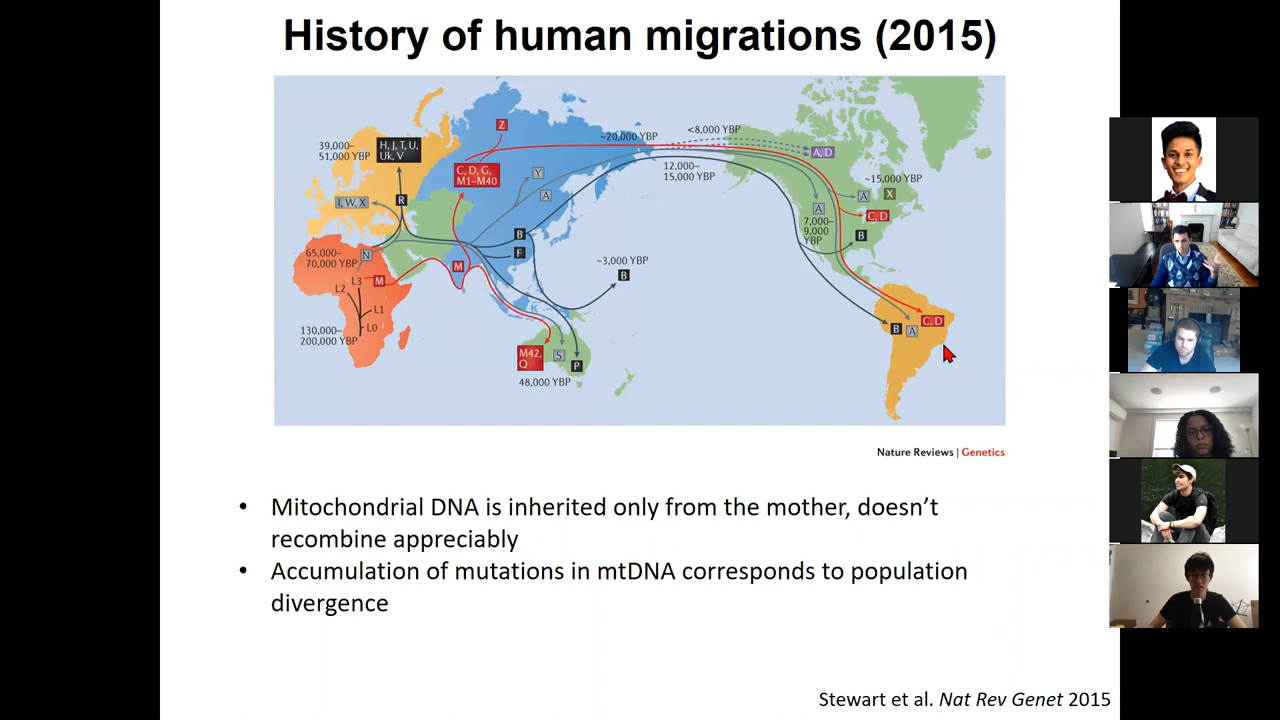 History of human migrations (2015)
39,000–
51,000 YBP
H, J, T, U,
Uk, V
Z
C, D, G,
M1–M40
~20,000 YBP
<8,000 YBP
A, D
12,000–
15,000 YBP
~15,000 YBP
Y
A
A
X
I, W, X
R
A
C, D
7,000–
9,000
YBP
B
B
F
65,000–
70,000 YBP
N
M
~3,000 YBP
B
L3
M
L2
L1
L0
130,000–
200,000 YBP
C, D
B
A
M42,
Q
S
P
48,000 YBP
Nature Reviews | Genetics
• Mitochondrial DNA is inherited only from the mother, doesn’t
recombine appreciably
• Accumulation of mutations in mtDNA corresponds to population
divergence
Stewart et al. Nat Rev Genet 2015